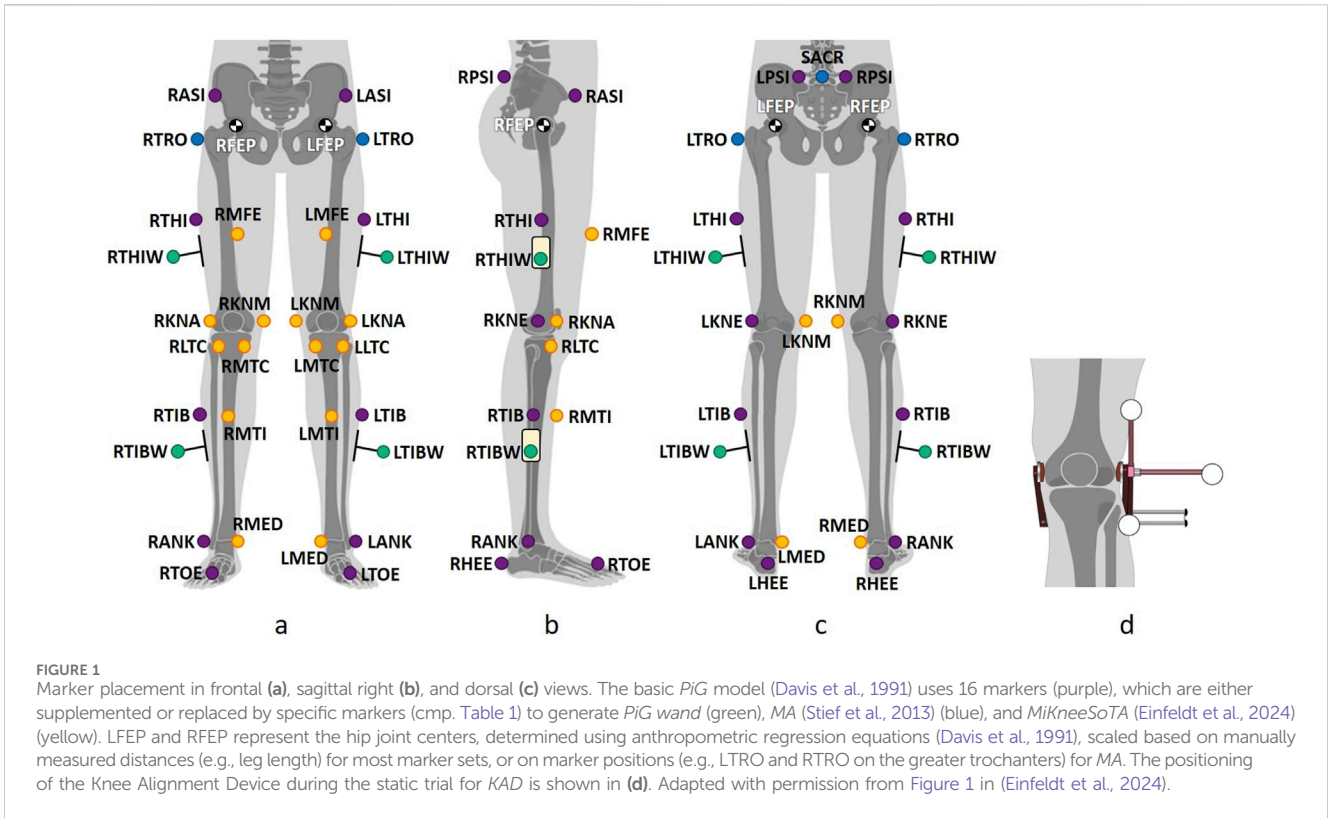 SACR
RPSI
LPSI RPSI
RASI LASI
RASI
LFEP RFEP
RTRO LTRO
RFEP LFEP
RFEP
LTRO RTRO
RMFE LMFE
RTHI LTHI
RTHI
RMFE
LTHI RTHI
RTHIW LTHIW
RTHIW
LTHIW RTHIW
RKNM LKNM
RKNA LKNA
RKNE RKNA
RKNM
LKNE RKNE
LKNM
RLTC LLTC
RMTC LMTC
RLTC
RTIB LTIB
RMTI LMTI
RTIB RMTI
LTIB RTIB
RTIBW LTIBW
RTIBW
LTIBW RTIBW
RMED
RANK LANK
LMED
RANK
RMED
LANK RANK
LMED
RTOE LTOE
RHEE RTOE
LHEE RHEE
a b c d
FIGURE 1
Marker placement in frontal (a), sagittal right (b), and dorsal (c) views. The basic PiG model (Davis et al., 1991) uses 16 markers (purple), which are either
supplemented or replaced by specific markers (cmp. Table 1) to generate PiG wand (green), MA (Stief et al., 2013) (blue), and MiKneeSoTA (Einfeldt et al., 2024)
(yellow). LFEP and RFEP represent the hip joint centers, determined using anthropometric regression equations (Davis et al., 1991), scaled based on manually
measured distances (e.g., leg length) for most marker sets, or on marker positions (e.g., LTRO and RTRO on the greater trochanters) for MA. The positioning
of the Knee Alignment Device during the static trial for KAD is shown in (d). Adapted with permission from Figure 1 in (Einfeldt et al., 2024).